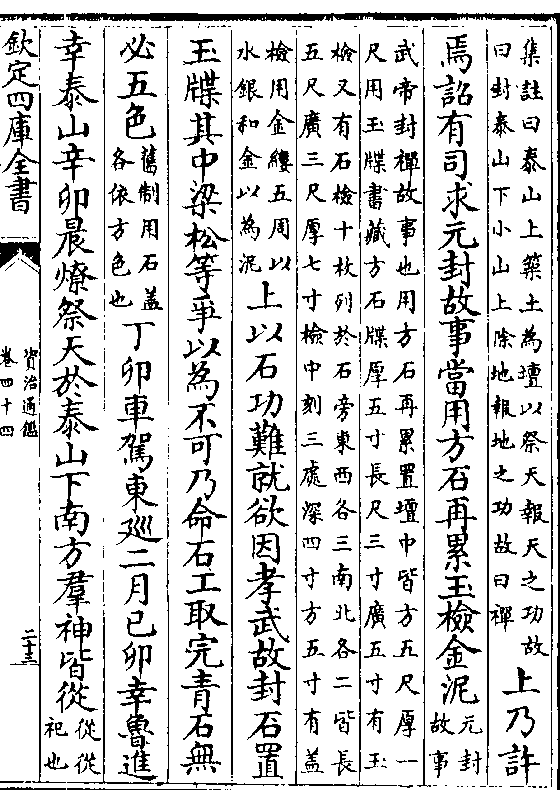 集註曰泰山上築土為壇以祭天報天之功故
曰封泰山下小山上除地報地之功故曰禪
上乃許
焉詔有司求元封故事當用方石再累玉檢金泥
元封
故事
武帝封禪故事也用方石再累置壇中皆方五尺厚一
尺用玉牒書藏方石牒厚五寸長尺三寸廣五寸有玉
檢又有石檢十枚列於石旁東西各三南北各二皆長
五尺廣三尺厚七寸檢中刻三處深四寸方五寸有蓋
檢用金縷五周以
水銀和金以為泥
上以石功難就欲因孝武故封石置
玉牒其中梁松等爭以為不可乃命石工取完青石無
必五色
舊制用石蓋
各依方色也
丁卯車駕東巡二月己卯幸魯進
幸泰山辛卯晨燎祭天於泰山下南方羣神皆從
從從
祀也
欽定四庫全書
資治通鑑
卷四十四
二十三